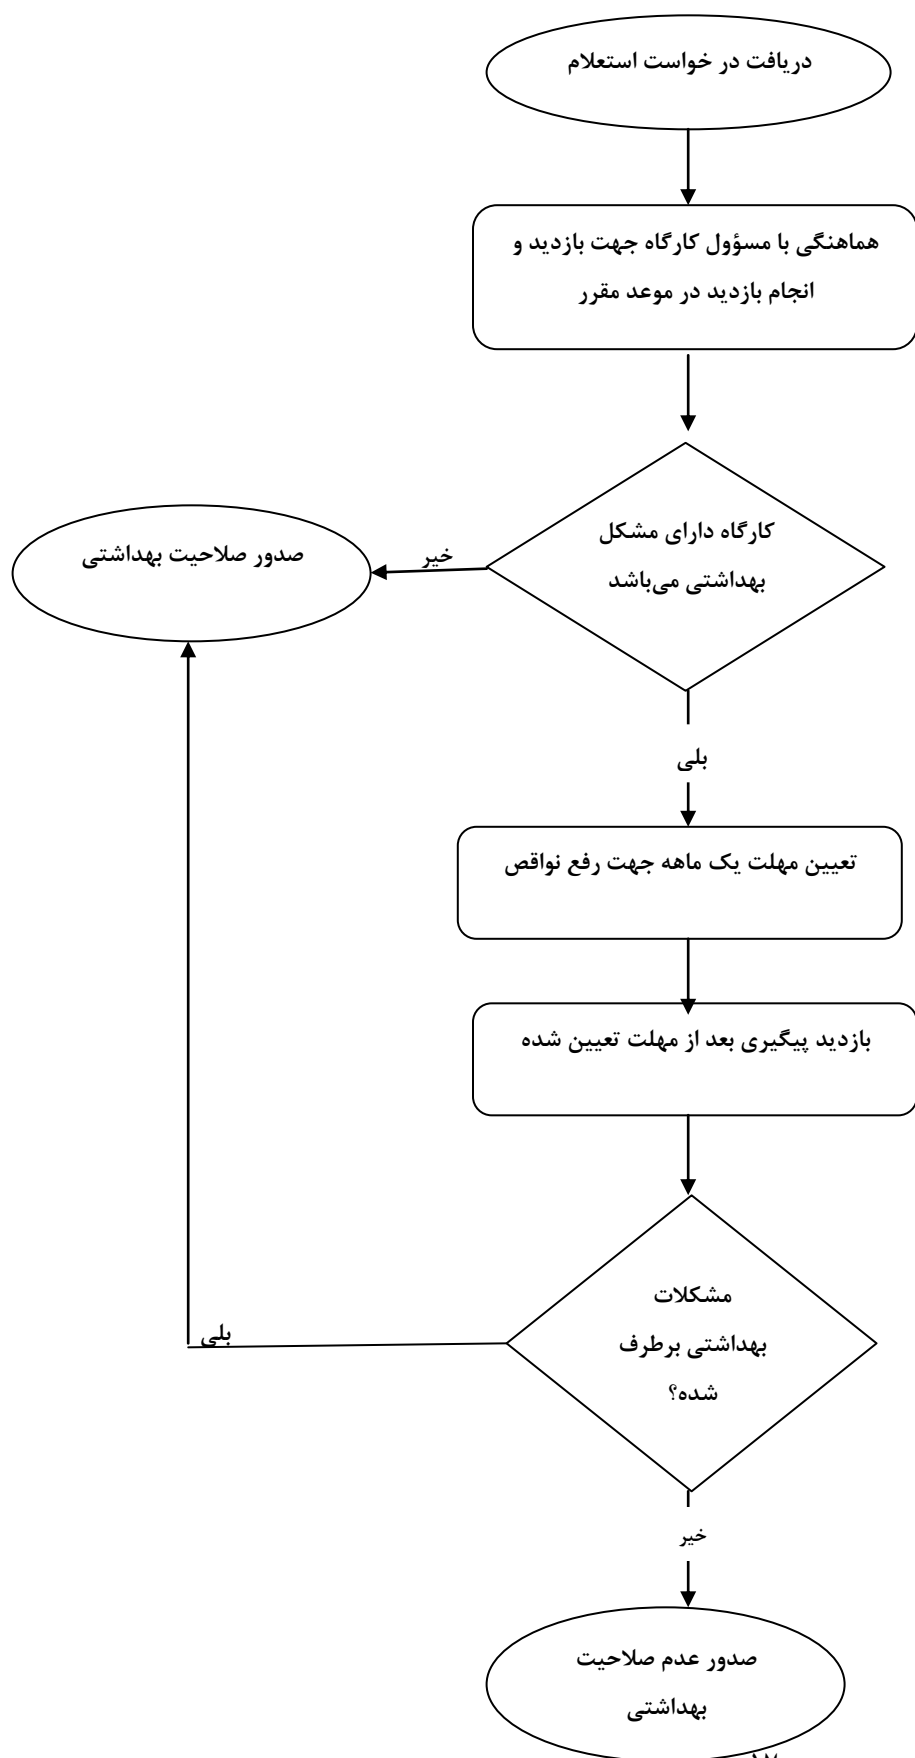 دریافت در خواست استعلام
هماهنگی با مسؤول کارگاه جهت بازدید و
انجام بازدید در موعد مقرر
کارگاه دارای مشکل
بهداشتی می‌باشد
خیر
صدور صلاحیت بهداشتی
بلی
تعیین مهلت یک ماهه جهت رفع نواقص
بازدید پیگیری بعد از مهلت تعیین شده
مشکلات
بهداشتی برطرف
شده؟
بلی
خیر
صدور عدم صلاحیت
بهداشتی